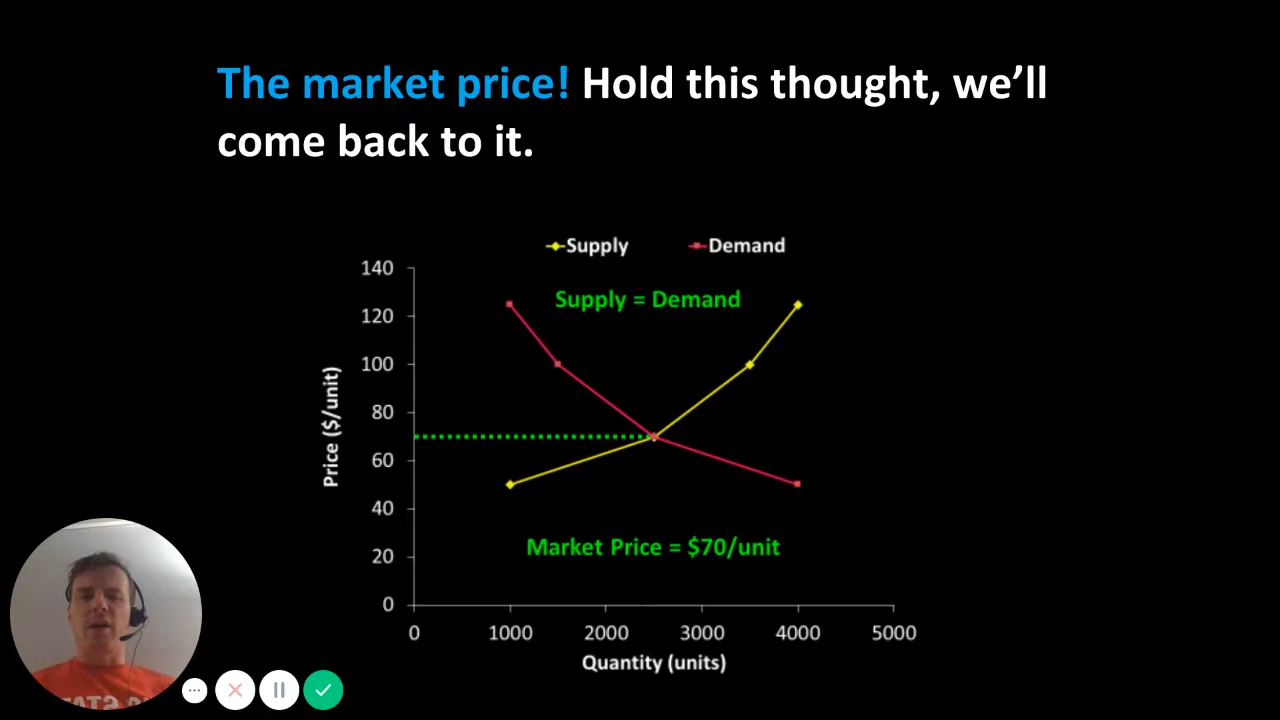 The market price! Hold this thought, we’ll
come back to it.
Supply Demand
140
120
100
80
60
40
20
0
Price ($/unit)
Supply = Demand
Market Price = $70/unit
0 1000 2000 3000 4000 5000
Quantity (units)